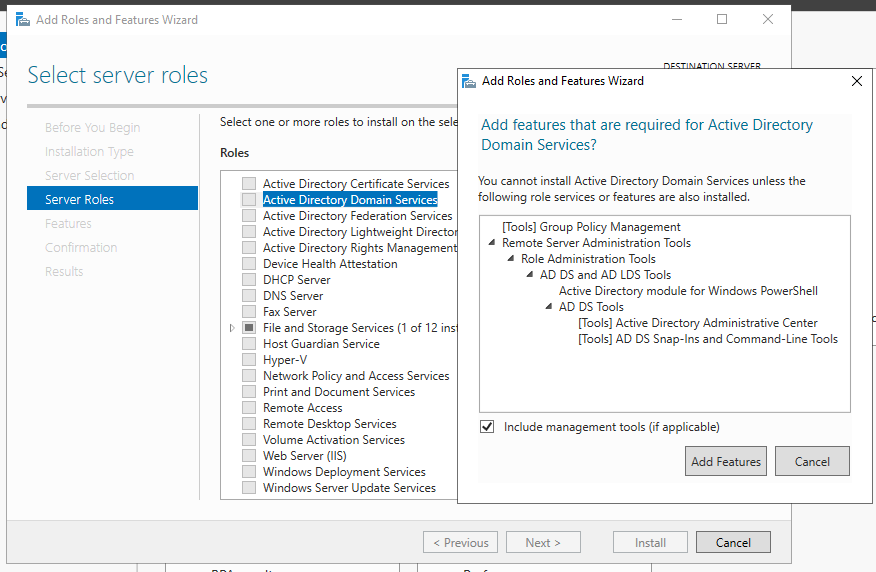 Add Roles and Features Wizard
Select server roles
DESTINATION SERVER
Before You Begin
Installation Type
Server Selection
Server Roles
Features
Confirmation
Results
Select one or more roles to install on the sele
Roles
Active Directory Certificate Services
Active Directory Domain Services
Active Directory Federation Services
Active Directory Lightweight Director
Active Directory Rights Management
Device Health Attestation
DHCP Server
DNS Server
Fax Server
File and Storage Services (1 of 12 inst
Host Guardian Service
Hyper-V
Network Policy and Access Services
Print and Document Services
Remote Access
Remote Desktop Services
Volume Activation Services
Web Server (IIS)
Windows Deployment Services
Windows Server Update Services
< Previous
Next >
Install
Cancel
Add Roles and Features Wizard
Add features that are required for Active Directory
Domain Services?
You cannot install Active Directory Domain Services unless the
following role services or features are also installed.
[Tools] Group Policy Management
Remote Server Administration Tools
Role Administration Tools
AD DS and AD LDS Tools
Active Directory module for Windows PowerShell
AD DS Tools
[Tools] Active Directory Administrative Center
[Tools] AD DS Snap-Ins and Command-Line Tools
Include management tools (if applicable)
Add Features
Cancel